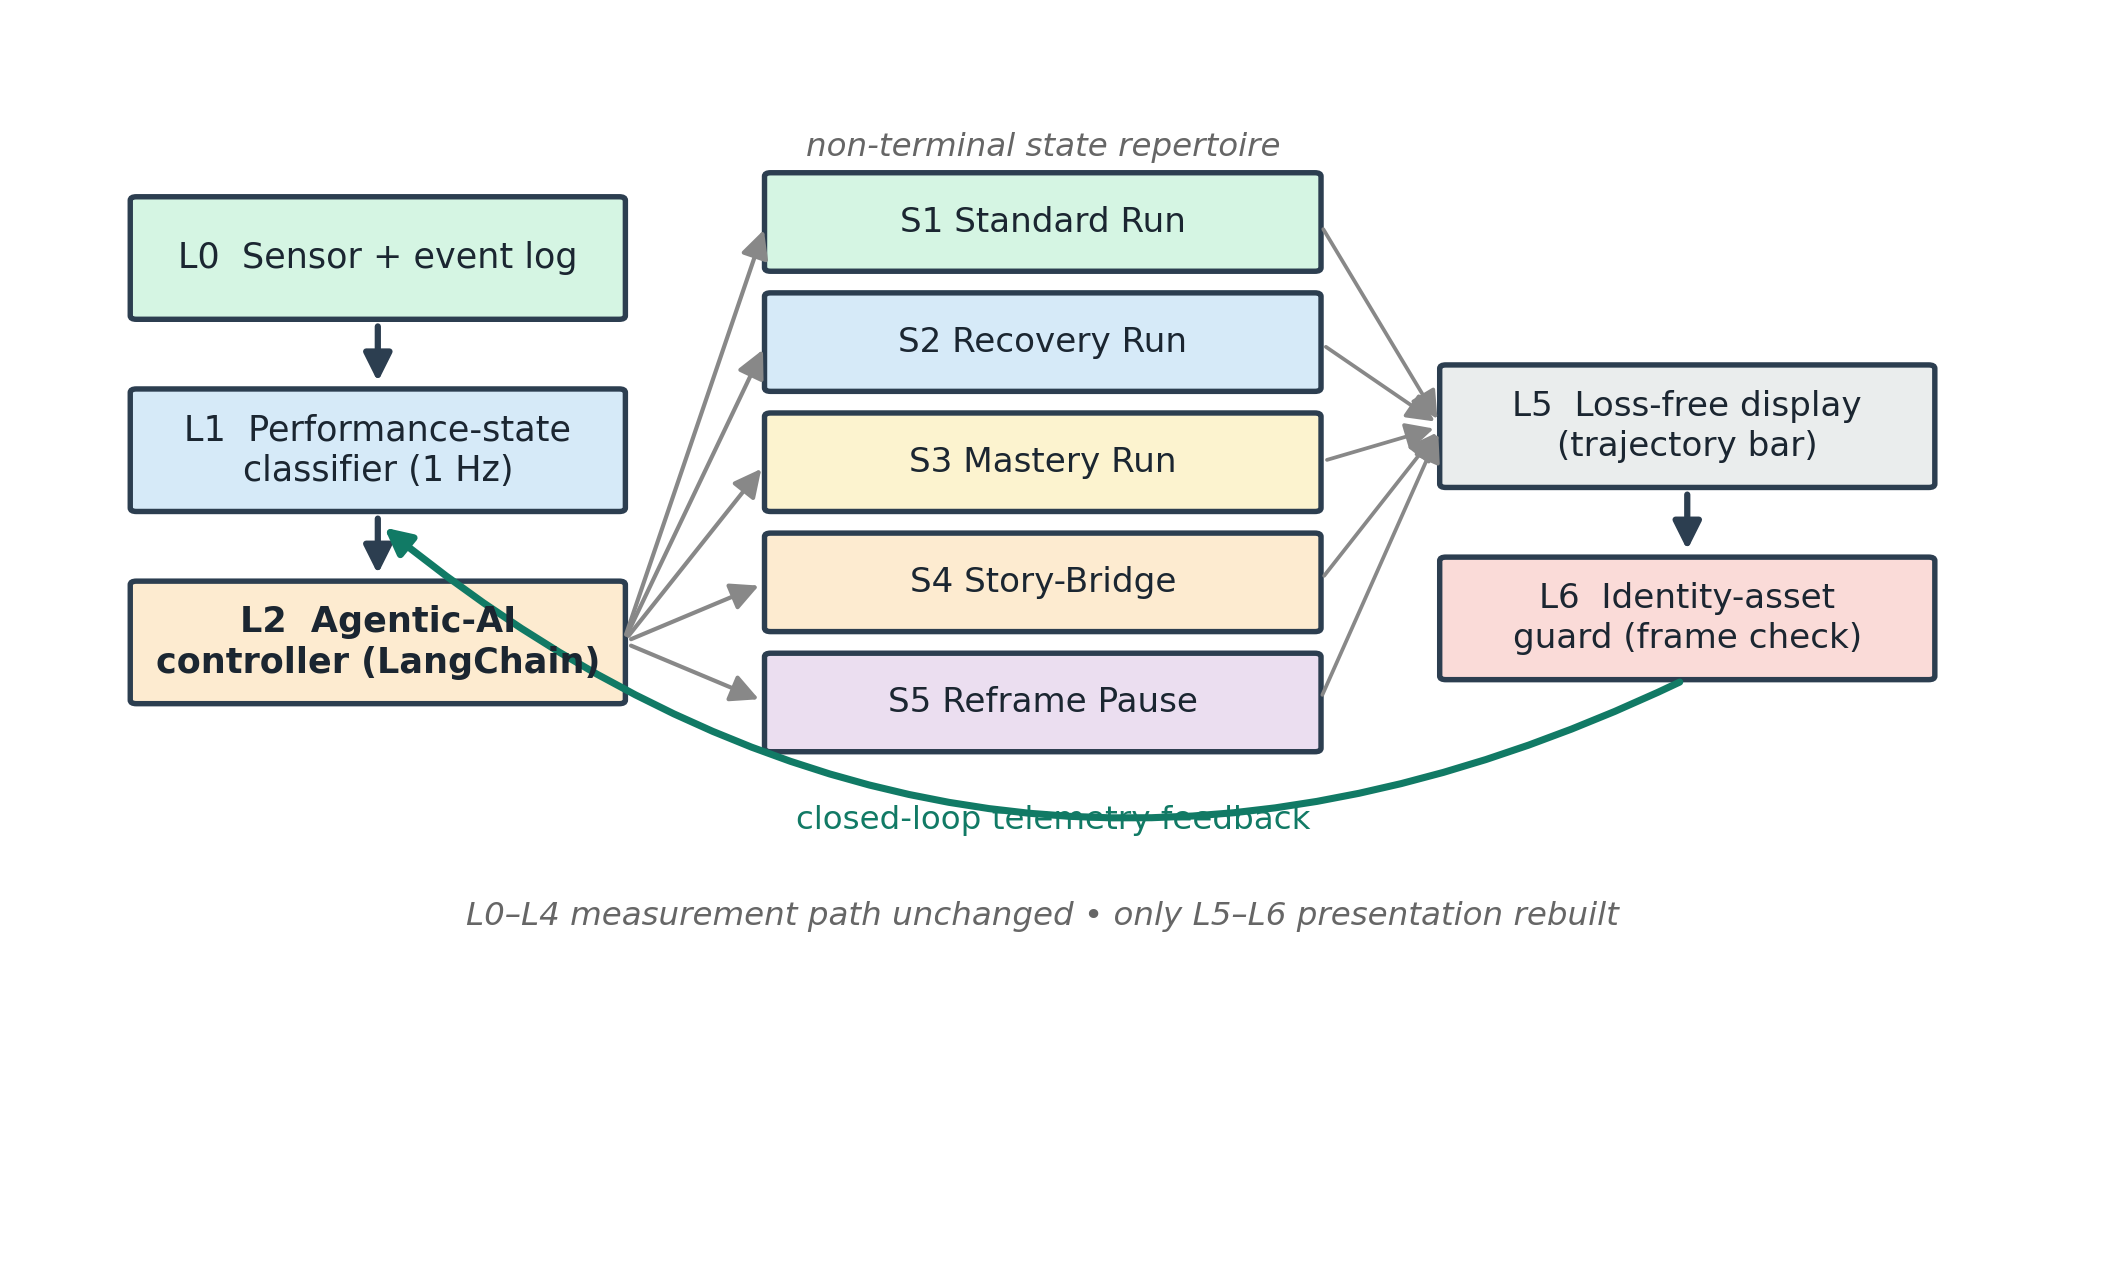 non-terminal state repertoire
L0  Sensor + event log
L1  Performance-state
classifier (1 Hz)
L2  Agentic-AI
controller (LangChain)
S1 Standard Run
S2 Recovery Run
S3 Mastery Run
S4 Story-Bridge
S5 Reframe Pause
L5  Loss-free display
(trajectory bar)
L6  Identity-asset
guard (frame check)
closed-loop telemetry feedback
L0–L4 measurement path unchanged • only L5–L6 presentation rebuilt